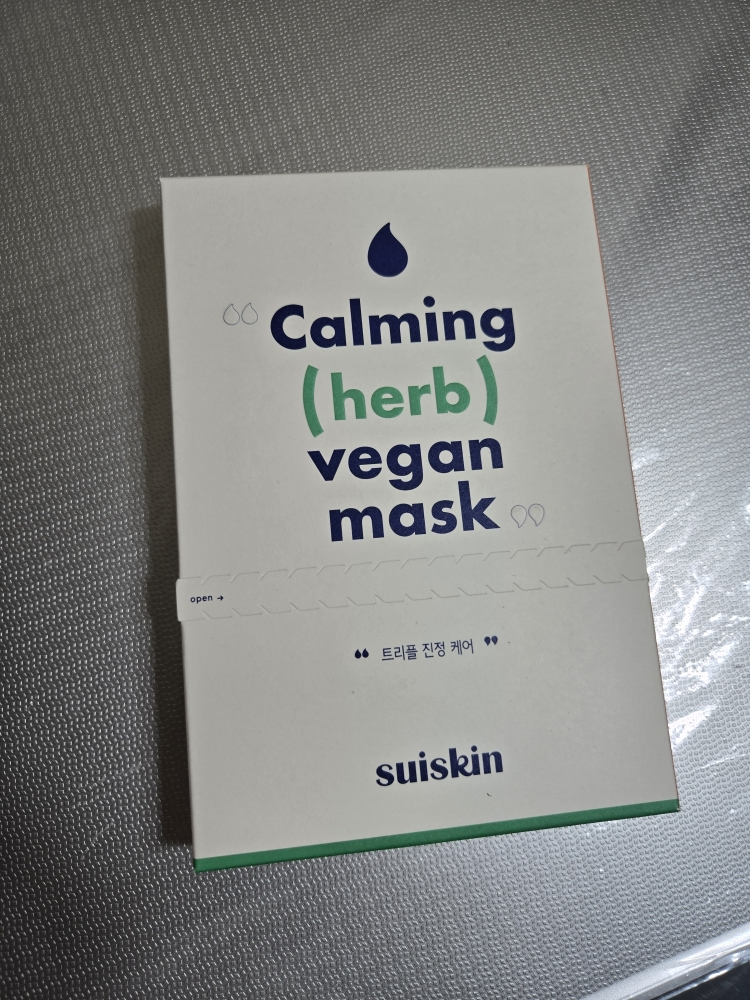 “Calming
(herb)
vegan
mask”
open →
“ 트리플 진정 케어 ”
suiskin